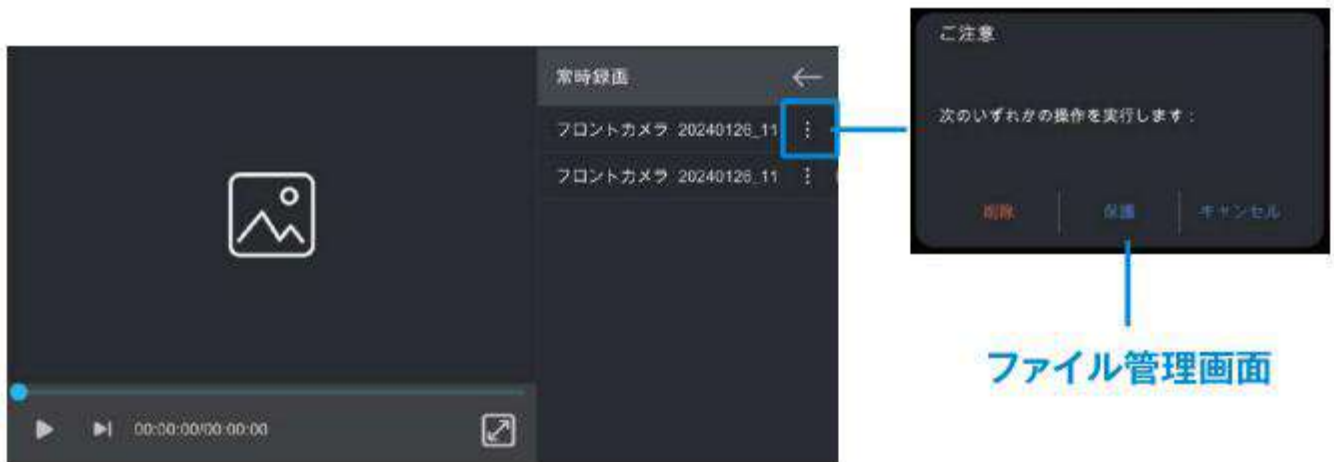 常時録画
フロントカメラ 20240126_11
フロントカメラ 20240126_11
00:00:00/00:00:00
ご注意
次のいずれかの操作を実行します:
削除
保護
キャンセル
ファイル管理画面